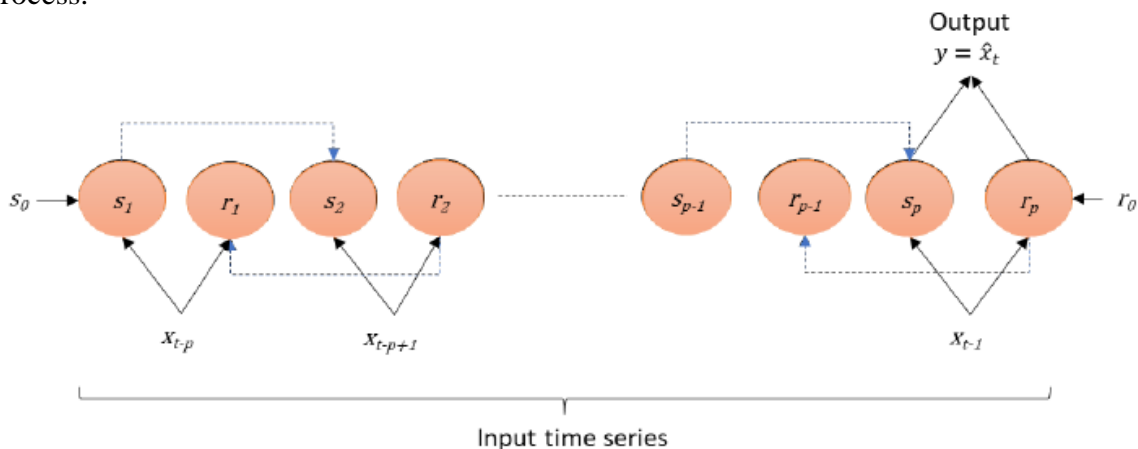 rocess.
Output
y = x̂ₜ
s₀ s₁ r₁ s₂ r₂ sₚ₋₁ rₚ₋₁ sₚ rₚ r₀
xₜ₋ₚ xₜ₋ₚ₊₁ xₜ₋₁
Input time series